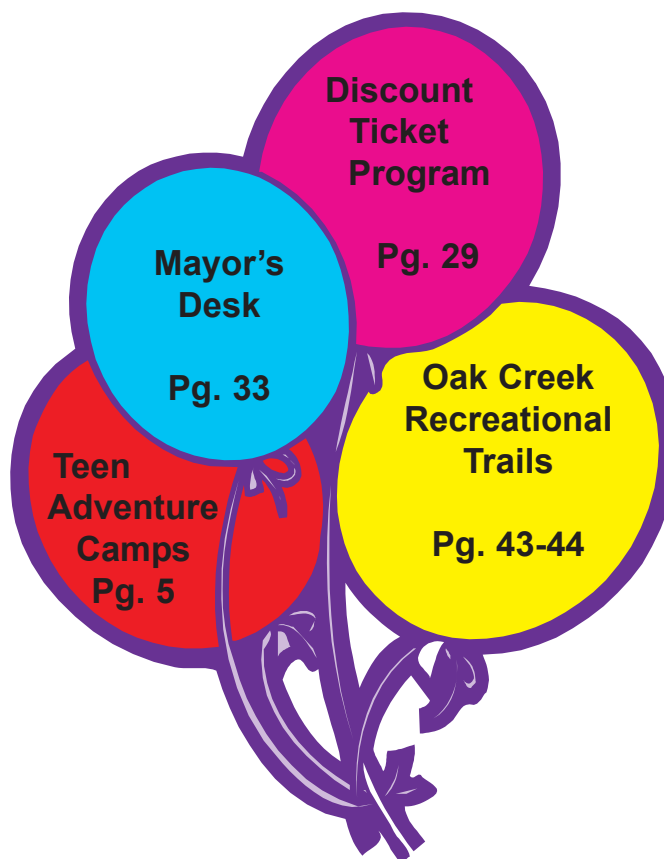 Discount
Ticket
Program
Pg. 29
Mayor's
Desk
Pg. 33
Oak Creek
Recreational
Trails
Pg. 43-44
Teen
Adventure
Camps
Pg. 5